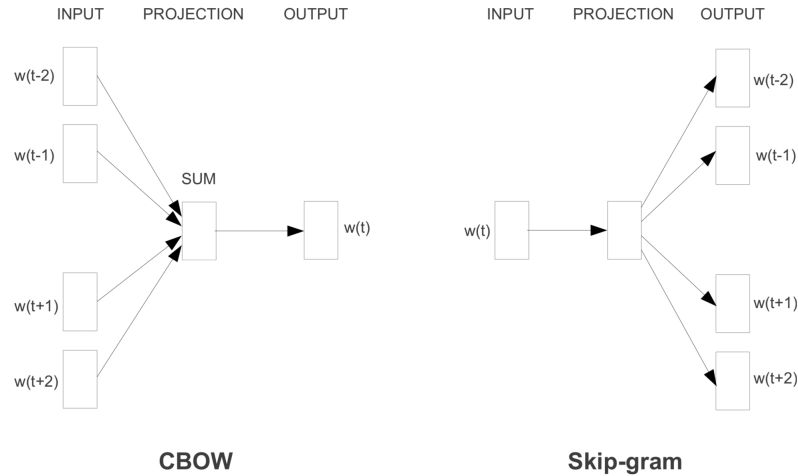 INPUT PROJECTION OUTPUT
w(t-2)
w(t-1)
SUM
w(t)
w(t+1)
w(t+2)
CBOW
INPUT PROJECTION OUTPUT
w(t-2)
w(t-1)
w(t)
w(t+1)
w(t+2)
Skip-gram